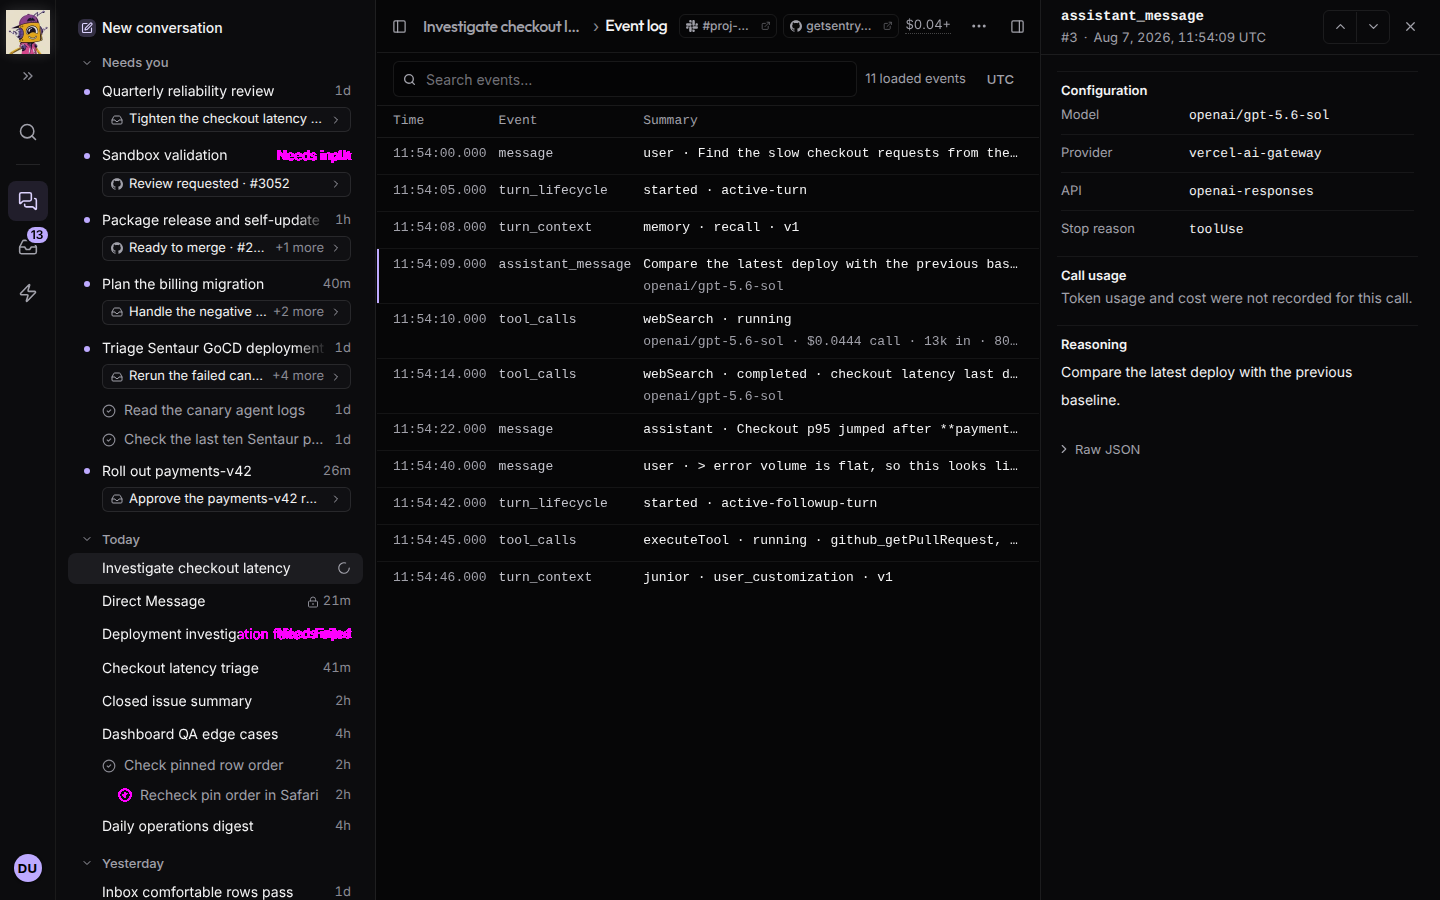 New conversation
Needs you
Quarterly reliability review 1d
Tighten the checkout latency ...
Sandbox validation
Review requested · #3052
Package release and self-update 1h
Ready to merge · #2... +1 more
13
Plan the billing migration 40m
Handle the negative ... +2 more
Triage Sentaur GoCD deployment 1d
Rerun the failed can... +4 more
Read the canary agent logs 1d
Check the last ten Sentaur p... 1d
Roll out payments-v42 26m
Approve the payments-v42 r...
Today
Investigate checkout latency
Direct Message 21m
Deployment investigation
Checkout latency triage 41m
Closed issue summary 2h
Dashboard QA edge cases 4h
Check pinned row order 2h
Recheck pin order in Safari 2h
Daily operations digest 4h
Yesterday
Inbox comfortable rows pass 1d
DU
Investigate checkout l... › Event log #proj-... getsentry... $0.04+
Search events... 11 loaded events UTC
Time Event Summary
11:54:00.000 message user · Find the slow checkout requests from the…
11:54:05.000 turn_lifecycle started · active-turn
11:54:08.000 turn_context memory · recall · v1
11:54:09.000 assistant_message Compare the latest deploy with the previous bas…
openai/gpt-5.6-sol
11:54:10.000 tool_calls webSearch · running
openai/gpt-5.6-sol · $0.0444 call · 13k in · 80…
11:54:14.000 tool_calls webSearch · completed · checkout latency last d…
openai/gpt-5.6-sol
11:54:22.000 message assistant · Checkout p95 jumped after **payment…
11:54:40.000 message user · > error volume is flat, so this looks li…
11:54:42.000 turn_lifecycle started · active-followup-turn
11:54:45.000 tool_calls executeTool · running · github_getPullRequest, …
11:54:46.000 turn_context junior · user_customization · v1
assistant_message
#3 · Aug 7, 2026, 11:54:09 UTC
Configuration
Model openai/gpt-5.6-sol
Provider vercel-ai-gateway
API openai-responses
Stop reason toolUse
Call usage
Token usage and cost were not recorded for this call.
Reasoning
Compare the latest deploy with the previous
baseline.
Raw JSON